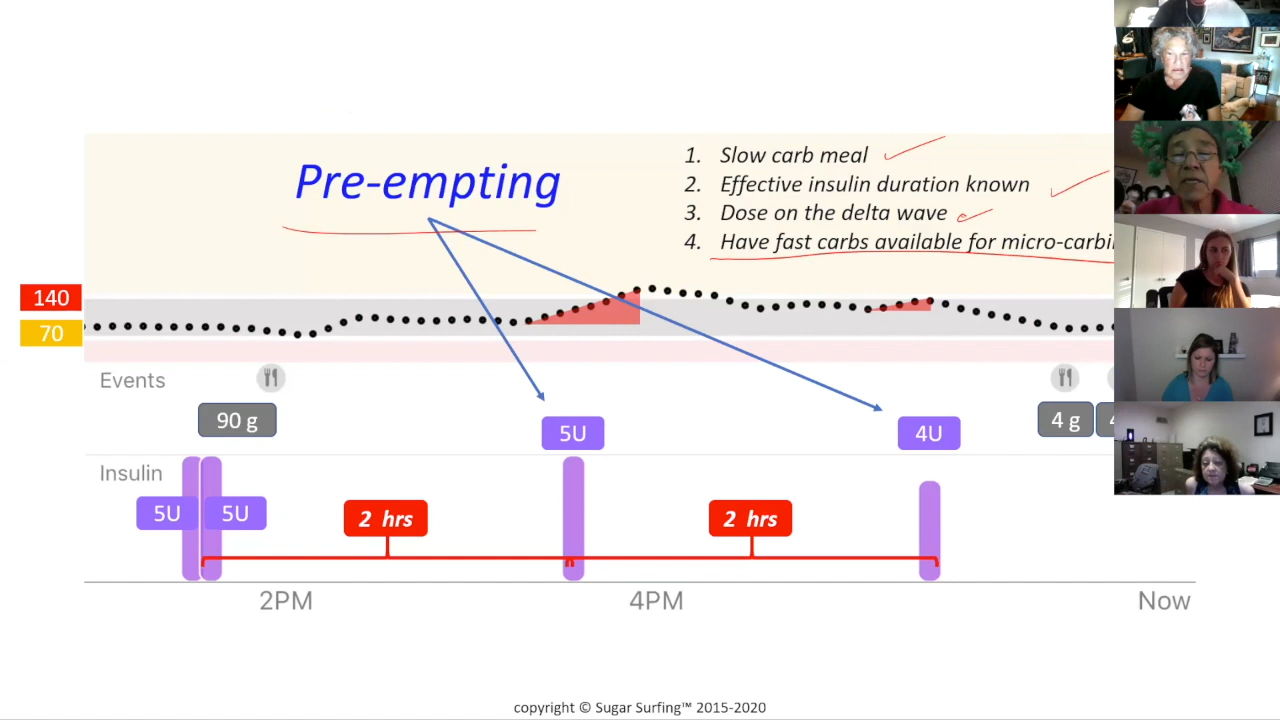 Pre-empting
1. Slow carb meal
2. Effective insulin duration known
3. Dose on the delta wave
4. Have fast carbs available for micro-carbi
140
70
Events
90 g
5U
4U
4 g
4
Insulin
5U
5U
2 hrs
2 hrs
2PM
4PM
Now
copyright © Sugar Surfing™ 2015-2020